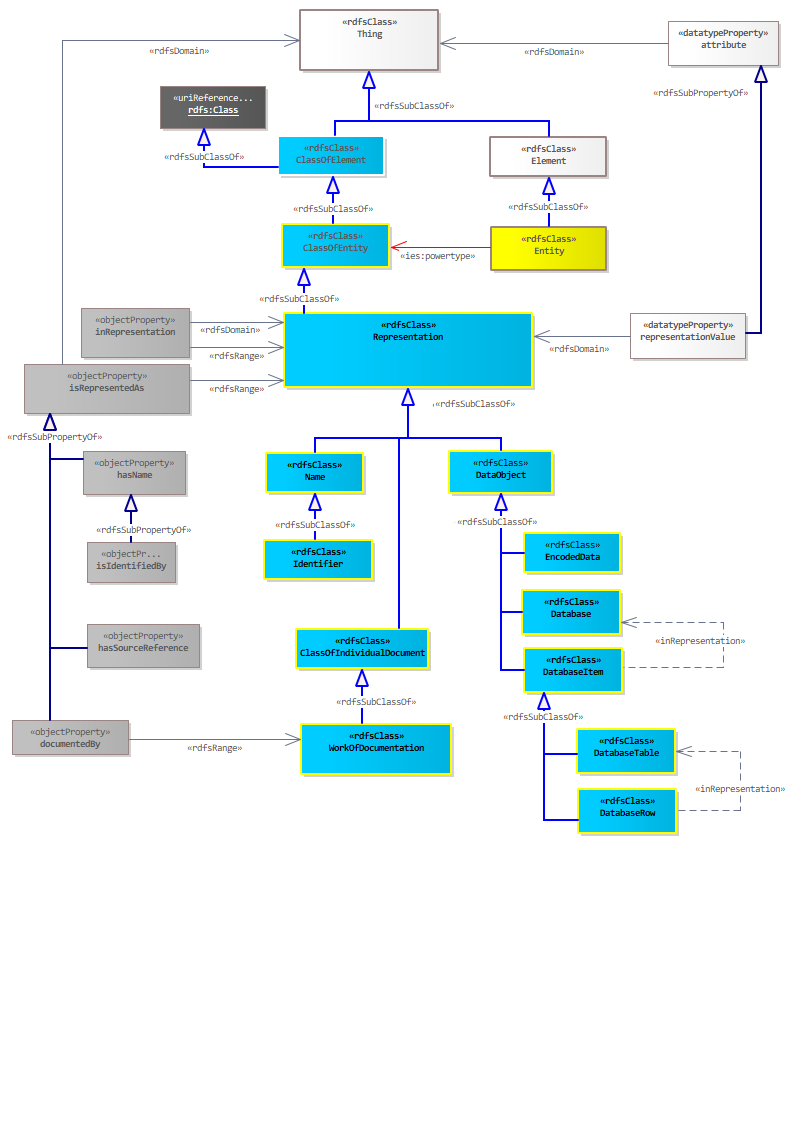 «rdfsClass»
Thing
«datatypeProperty»
attribute
«rdfsDomain»
«rdfsDomain»
«uriReference...
rdfs:Class
«rdfsSubClassOf»
«rdfsSubPropertyOf»
«rdfsClass»
ClassOfElement
«rdfsClass»
Element
«rdfsSubClassOf»
«rdfsSubClassOf»
«rdfsSubClassOf»
«rdfsClass»
ClassOfEntity
«ies:powertype»
«rdfsClass»
Entity
«rdfsSubClassOf»
«objectProperty»
inRepresentation
«rdfsDomain»
«rdfsRange»
«rdfsClass»
Representation
«rdfsDomain»
«datatypeProperty»
representationValue
«objectProperty»
isRepresentedAs
«rdfsRange»
«rdfsSubClassOf»
«rdfsSubPropertyOf»
«objectProperty»
hasName
«rdfsClass»
Name
«rdfsClass»
DataObject
«rdfsSubPropertyOf»
«rdfsSubClassOf»
«rdfsSubClassOf»
«objectPr...
isIdentifiedBy
«rdfsClass»
Identifier
«rdfsClass»
EncodedData
«rdfsClass»
Database
«inRepresentation»
«objectProperty»
hasSourceReference
«rdfsClass»
ClassOfIndividualDocument
«rdfsClass»
DatabaseItem
«rdfsSubClassOf»
«rdfsSubClassOf»
«objectProperty»
documentedBy
«rdfsRange»
«rdfsClass»
WorkOfDocumentation
«rdfsClass»
DatabaseTable
«inRepresentation»
«rdfsClass»
DatabaseRow